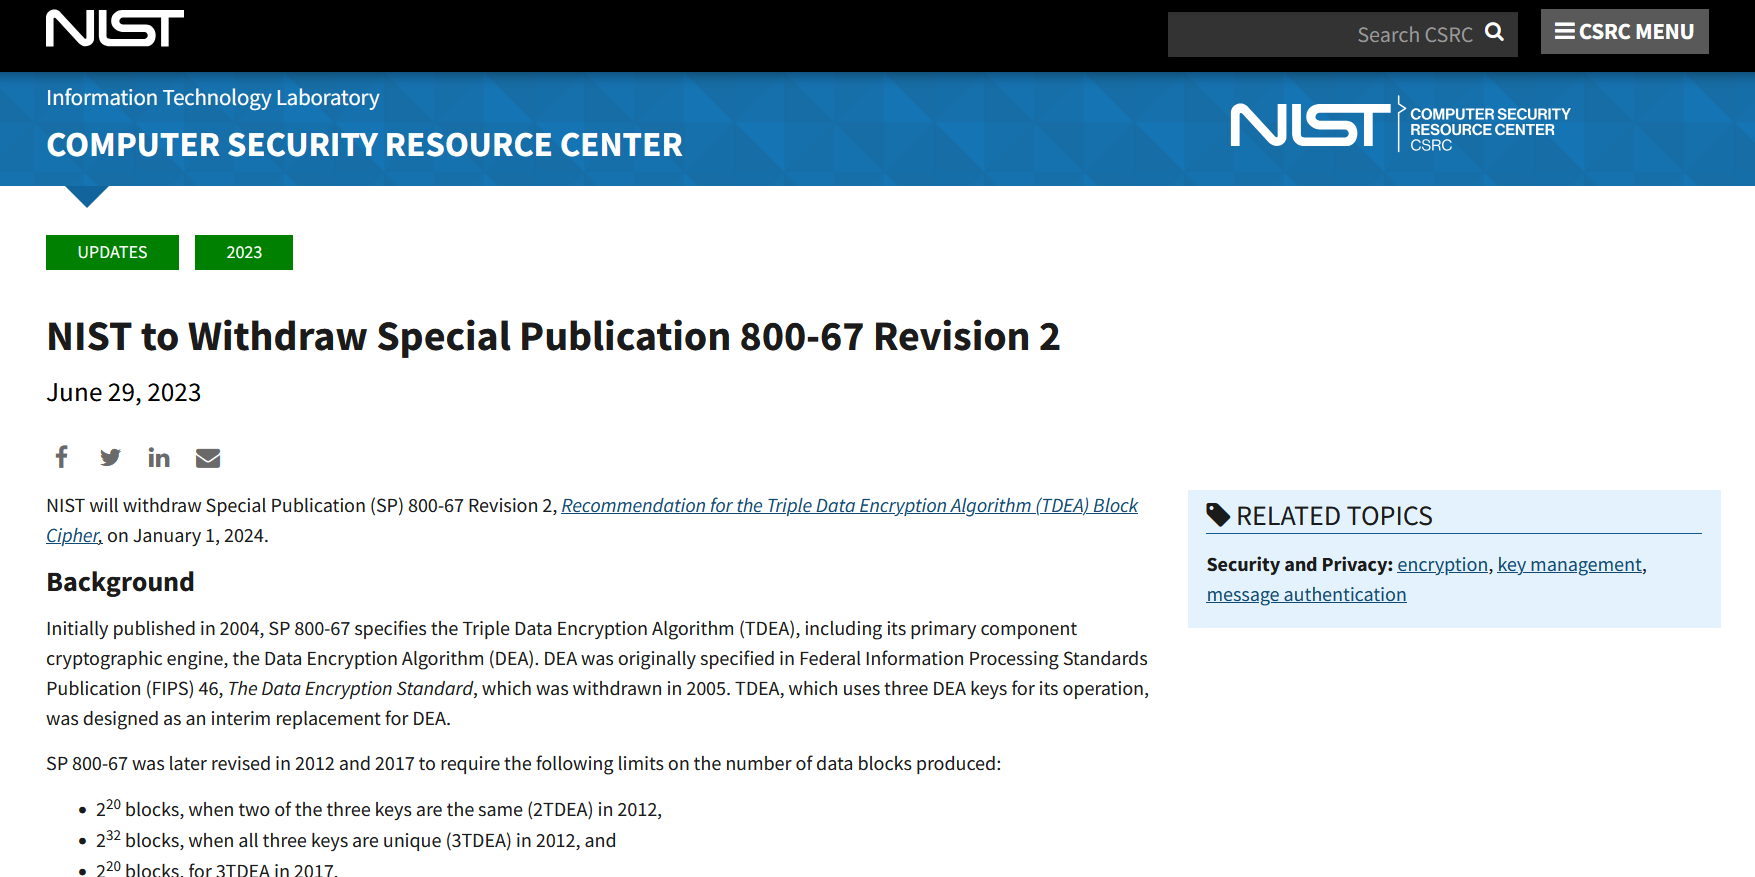 NIST
Search CSRC
CSRC MENU
Information Technology Laboratory
COMPUTER SECURITY RESOURCE CENTER
NIST
COMPUTER SECURITY
RESOURCE CENTER
CSRC
UPDATES
2023
NIST to Withdraw Special Publication 800-67 Revision 2
June 29, 2023
NIST will withdraw Special Publication (SP) 800-67 Revision 2, Recommendation for the Triple Data Encryption Algorithm (TDEA) Block
Cipher, on January 1, 2024.
Background
Initially published in 2004, SP 800-67 specifies the Triple Data Encryption Algorithm (TDEA), including its primary component
cryptographic engine, the Data Encryption Algorithm (DEA). DEA was originally specified in Federal Information Processing Standards
Publication (FIPS) 46, The Data Encryption Standard, which was withdrawn in 2005. TDEA, which uses three DEA keys for its operation,
was designed as an interim replacement for DEA.
SP 800-67 was later revised in 2012 and 2017 to require the following limits on the number of data blocks produced:
• 2²⁰ blocks, when two of the three keys are the same (2TDEA) in 2012,
• 2³² blocks, when all three keys are unique (3TDEA) in 2012, and
• 2²⁰ blocks, for 3TDEA in 2017.
RELATED TOPICS
Security and Privacy: encryption, key management,
message authentication